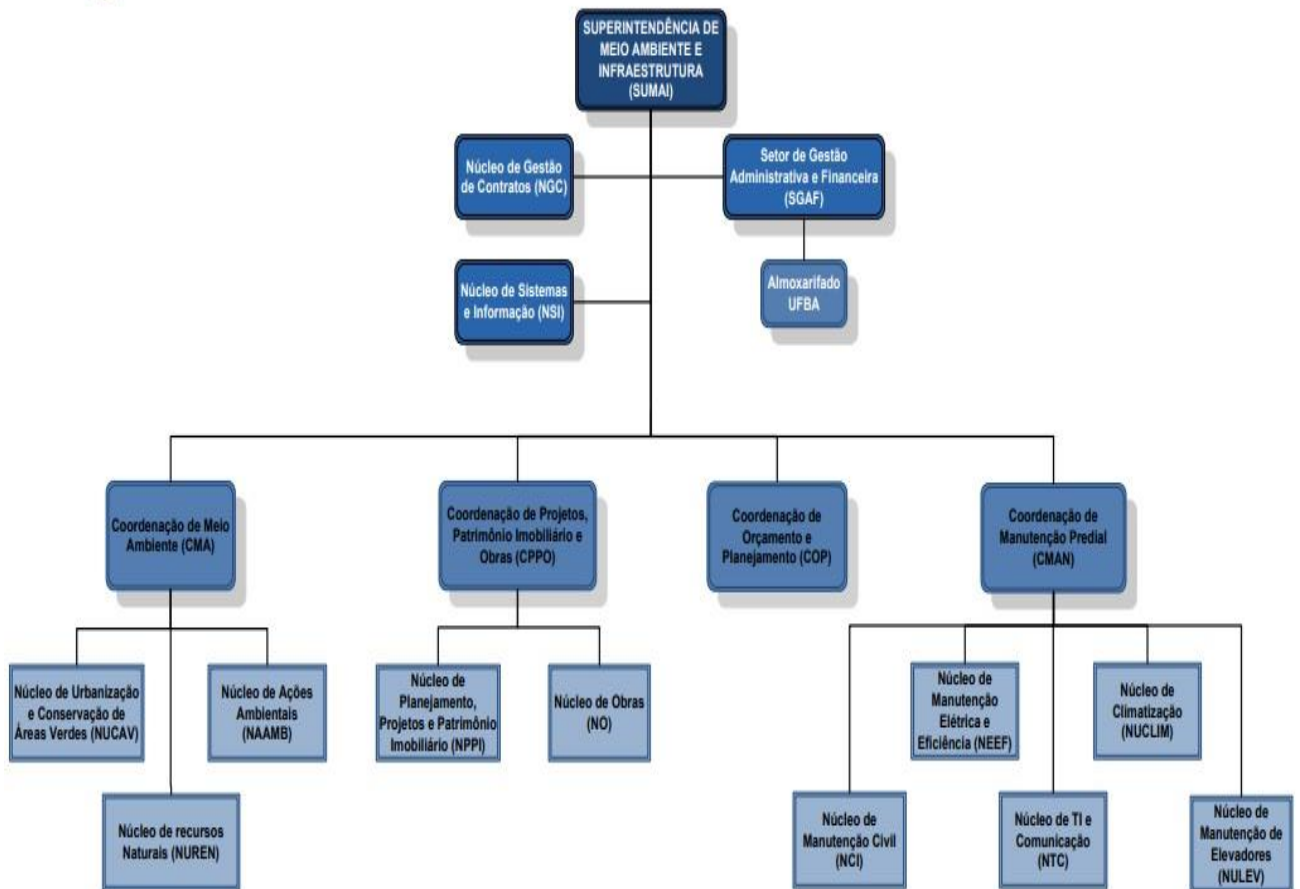 SUPERINTENDÊNCIA DE
MEIO AMBIENTE E
INFRAESTRUTURA
(SUMAI)
Núcleo de Gestão
de Contratos (NGC)
Setor de Gestão
Administrativa e Financeira
(SGAF)
Núcleo de Sistemas
e Informação (NSI)
Almoxarifado
UFBA
Coordenação de Meio
Ambiente (CMA)
Coordenação de Projetos,
Patrimônio Imobiliário e
Obras (CPPO)
Coordenação de
Orçamento e
Planejamento (COP)
Coordenação de
Manutenção Predial
(CMAN)
Núcleo de Urbanização
e Conservação de
Áreas Verdes (NUCAV)
Núcleo de Ações
Ambientais
(NAAMB)
Núcleo de
Planejamento,
Projetos e Patrimônio
Imobiliário (NPPI)
Núcleo de Obras
(NO)
Núcleo de
Manutenção
Elétrica e
Eficiência (NEEF)
Núcleo de
Climatização
(NUCLIM)
Núcleo de recursos
Naturais (NUREN)
Núcleo de
Manutenção Civil
(NCI)
Núcleo de TI e
Comunicação
(NTC)
Núcleo de
Manutenção de
Elevadores
(NULEV)